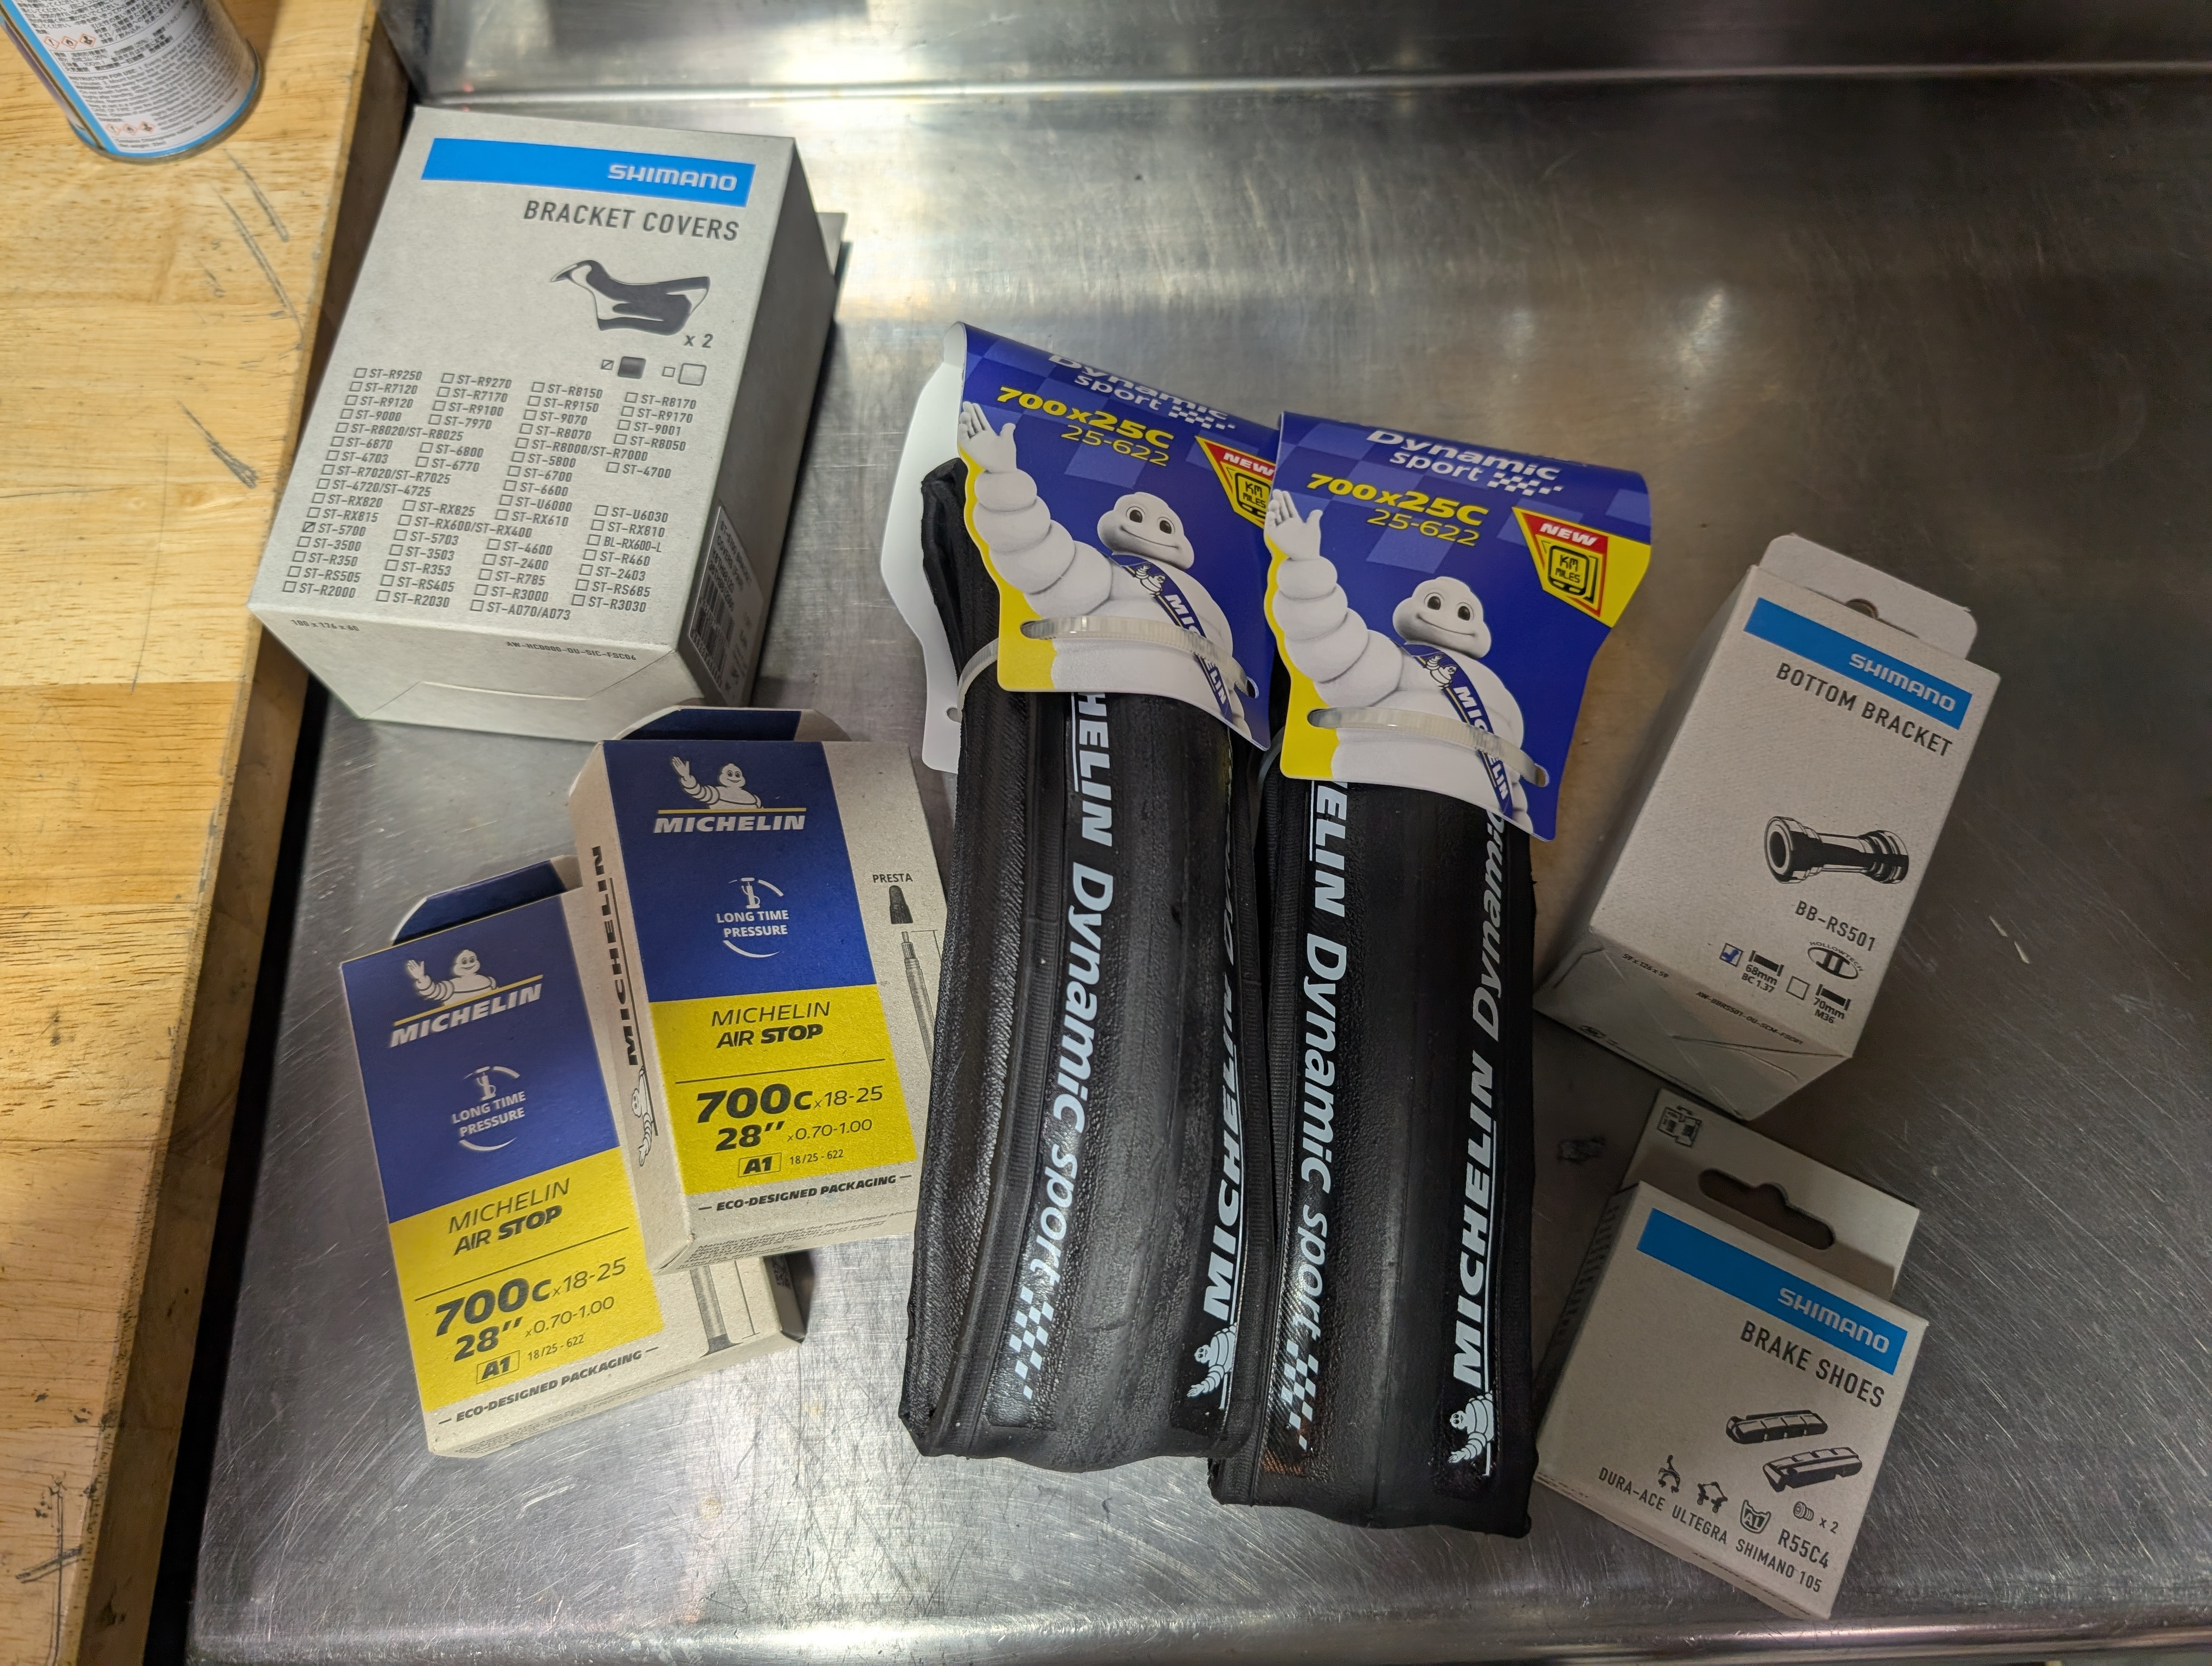 INSTRUCTION FOR USE
SHIMANO
BRACKET COVERS
x 2
ST-R9250
ST-R9270
ST-R8150
ST-R8170
ST-R7120
ST-R7170
ST-R9150
ST-R9170
ST-R9120
ST-R9100
ST-9070
ST-9001
ST-9000
ST-7970
ST-R8070
ST-R8050
ST-R8020/ST-R8025
ST-R8000/ST-R7000
ST-6870
ST-6800
ST-5800
ST-4700
ST-4703
ST-6770
ST-6700
ST-R7020/ST-R7025
ST-6600
ST-4720/ST-4725
ST-U6000
ST-U6030
ST-RX820
ST-RX825
ST-RX610
ST-RX810
ST-RX815
ST-RX600/ST-RX400
BL-RX600-L
ST-5700
ST-5703
ST-4600
ST-R460
ST-3500
ST-3503
ST-2400
ST-2403
ST-R350
ST-R353
ST-R785
ST-RS685
ST-RS505
ST-RS405
ST-R3000
ST-R3030
ST-R2000
ST-R2030
ST-A070/A073
MICHELIN
LONG TIME
PRESSURE
MICHELIN
AIR STOP
700c x18-25
28" x0.70-1.00
A1 18/25 - 622
— ECO-DESIGNED PACKAGING —
MICHELIN
PRESTA
MICHELIN
LONG TIME
PRESSURE
MICHELIN
AIR STOP
700c x18-25
28" x0.70-1.00
A1 18/25 - 622
— ECO-DESIGNED PACKAGING —
Dynamic
sport
700x25C
25-622
NEW
KM
MILES
MICHELIN
HELIN Dynamic sport
MICHELIN Dynamic
Dynamic
sport
700x25C
25-622
NEW
KM
MILES
MICHELIN
ELIN Dynamic sport
MICHELIN Dynamic
SHIMANO
BOTTOM BRACKET
BB-RS501
HOLLOWTECH
68mm
BC 1.37
70mm
M36
SHIMANO
BRAKE SHOES
x 2
R55C4
DURA-ACE ULTEGRA SHIMANO 105